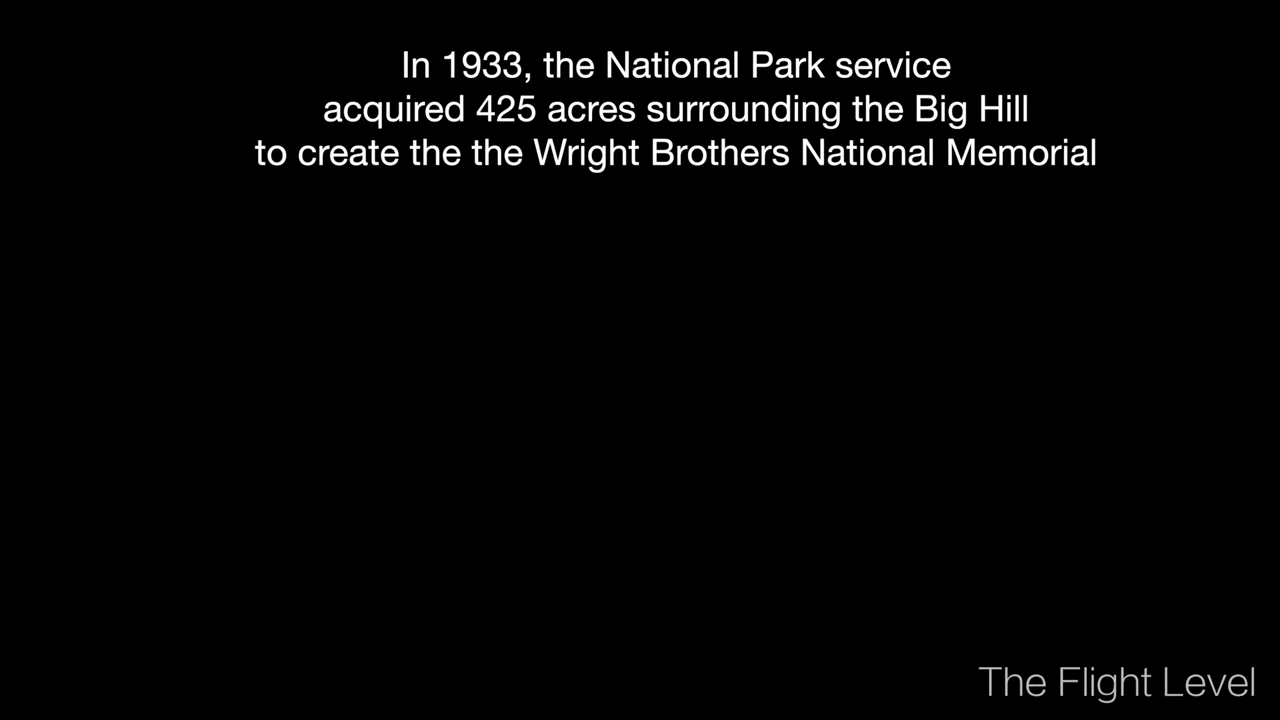 In 1933, the National Park service
acquired 425 acres surrounding the Big Hill
to create the the Wright Brothers National Memorial
The Flight Level